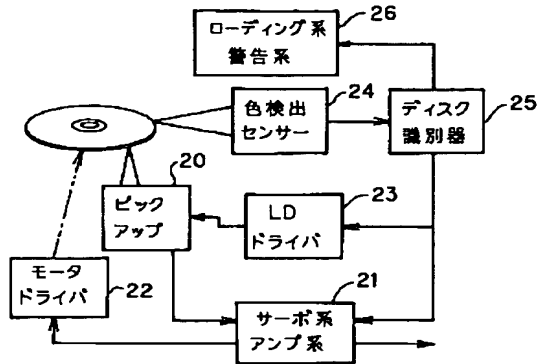 ローディング系
警告系
26
色検出
センサー
24
ディスク
識別器
25
20
ピック
アップ
LD
ドライバ
23
モータ
ドライバ
22
サーボ系
アンプ系
21